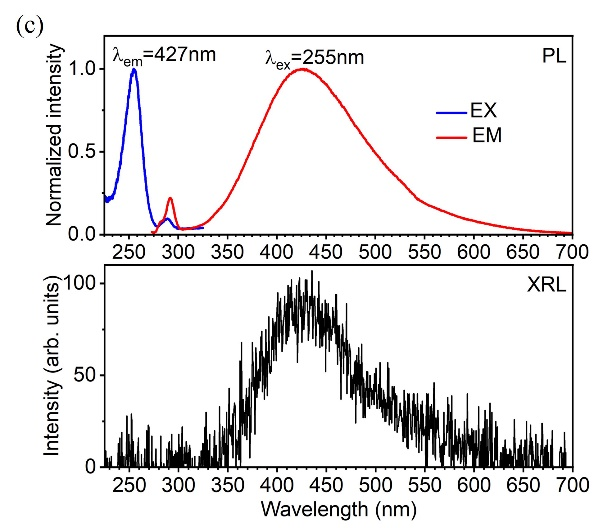 (c)
λem=427nm λex=255nm PL
1.0
0.5
0.0
Normalized intensity
EX
EM
250 300 350 400 450 500 550 600 650 700
XRL
100
50
0
Intensity (arb. units)
250 300 350 400 450 500 550 600 650 700
Wavelength (nm)